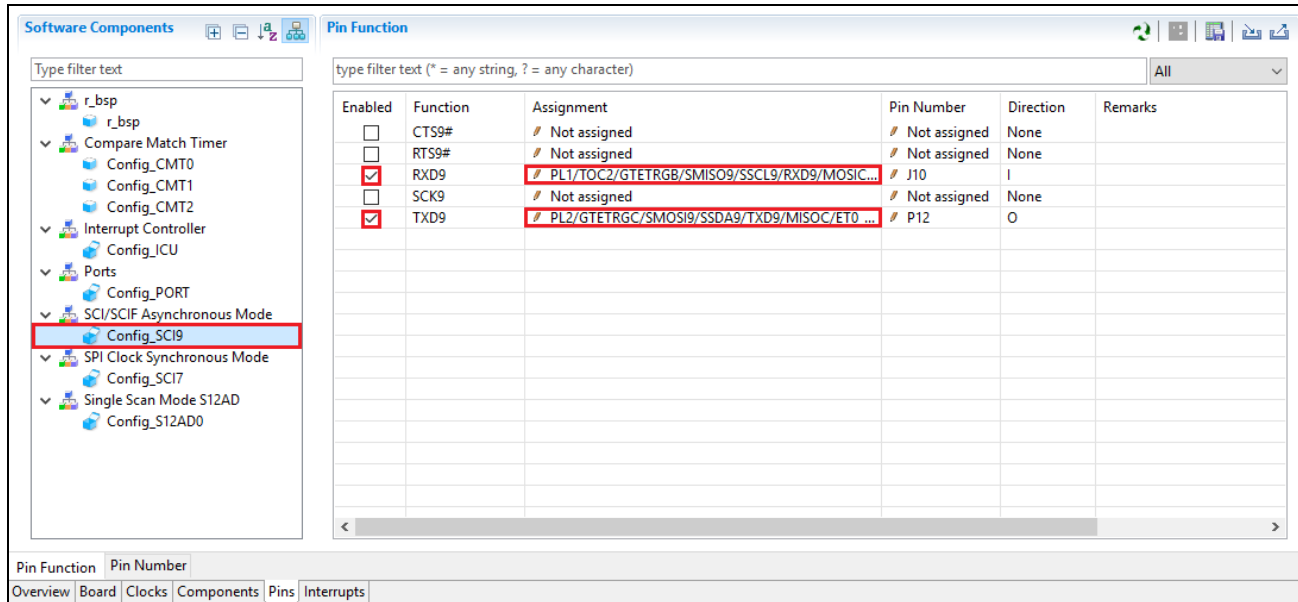 Software Components
Type filter text
r_bsp
r_bsp
Compare Match Timer
Config_CMT0
Config_CMT1
Config_CMT2
Interrupt Controller
Config_ICU
Ports
Config_PORT
SCI/SCIF Asynchronous Mode
Config_SCI9
SPI Clock Synchronous Mode
Config_SCI7
Single Scan Mode S12AD
Config_S12AD0
Pin Function
type filter text (* = any string, ? = any character) All
Enabled Function Assignment Pin Number Direction Remarks
CTS9# Not assigned Not assigned None
RTS9# Not assigned Not assigned None
RXD9 PL1/TOC2/GTETRGB/SMISO9/SSCL9/RXD9/MOSIC... J10 I
SCK9 Not assigned Not assigned None
TXD9 PL2/GTETRGC/SMOSI9/SSDA9/TXD9/MISOC/ET0 ... P12 O
Pin Function Pin Number
Overview Board Clocks Components Pins Interrupts